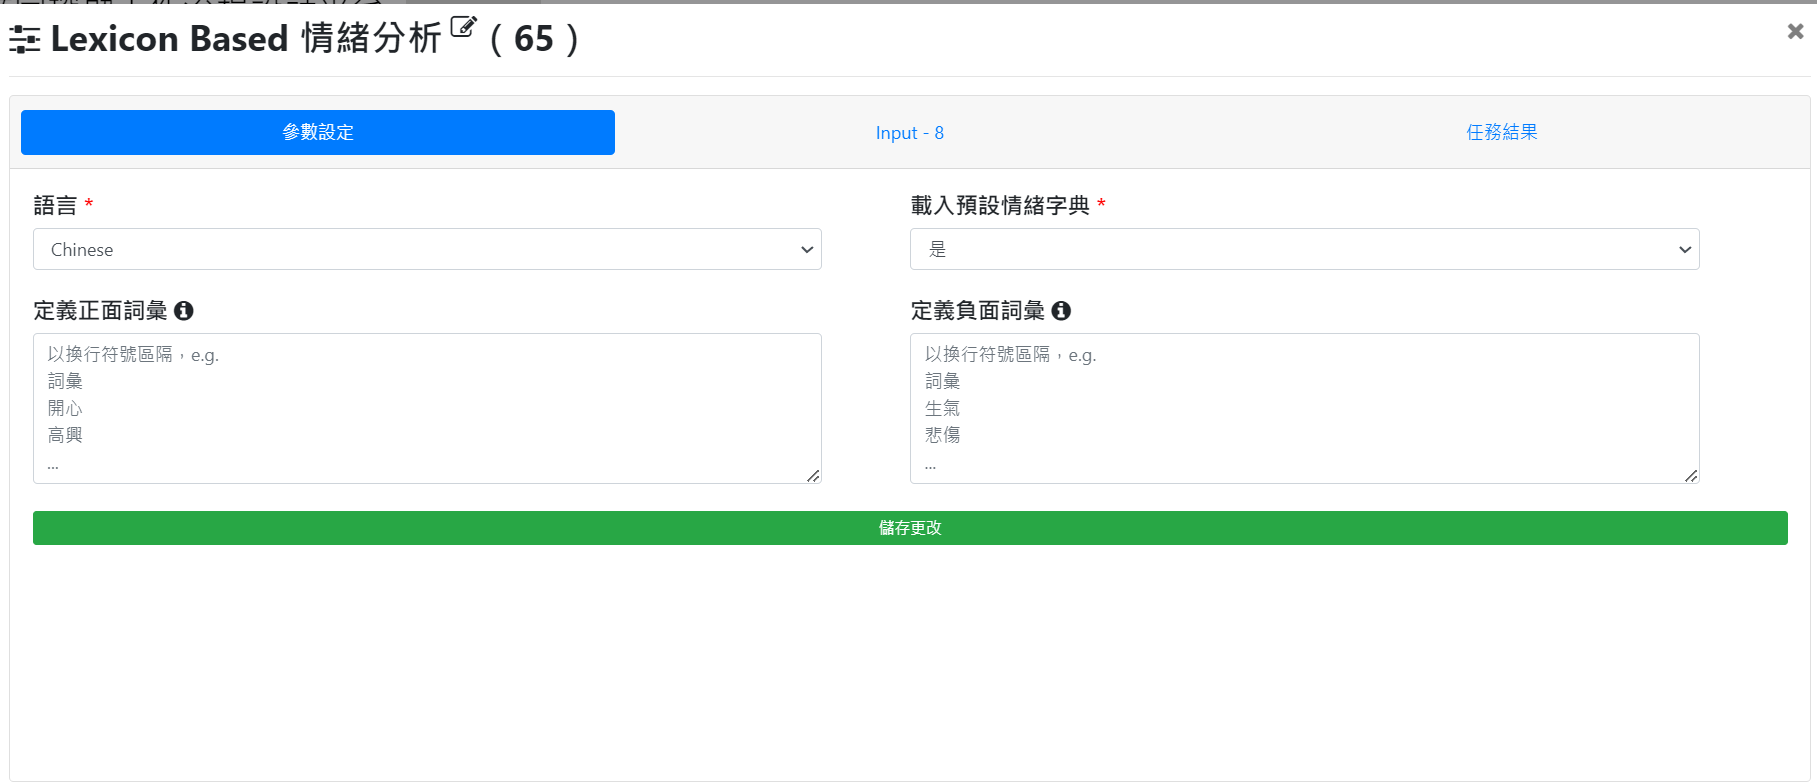 Lexicon Based 情緒分析 ( 65 )
參數設定
Input - 8
任務結果
語言 *
載入預設情緒字典 *
Chinese
是
定義正面詞彙
定義負面詞彙
以換行符號區隔，e.g.
詞彙
開心
高興
...
以換行符號區隔，e.g.
詞彙
生氣
悲傷
...
儲存更改